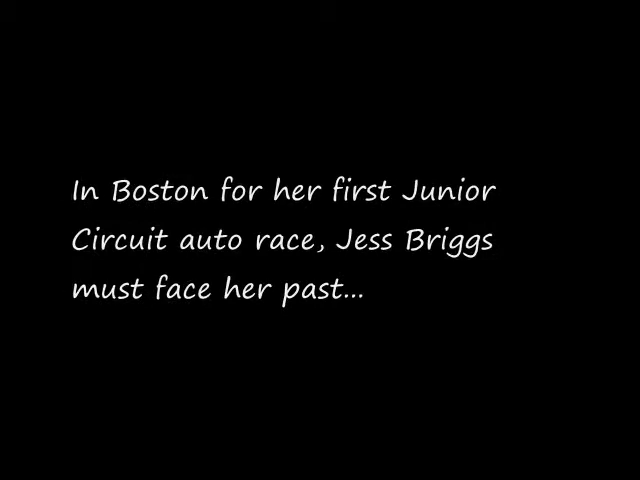 In Boston for her first Junior
Circuit auto race, Jess Briggs
must face her past...